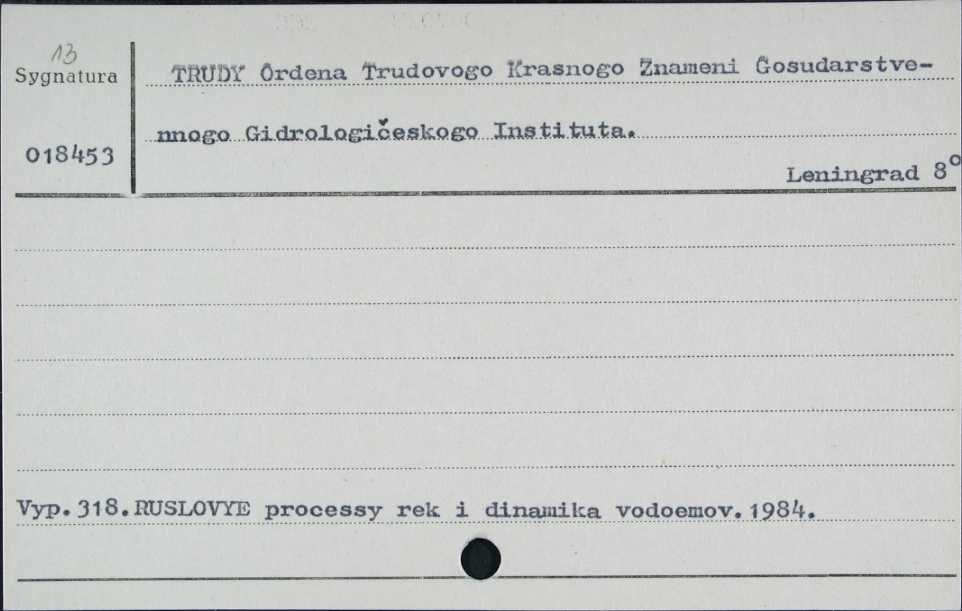 13
Sygnatura
TRUDY Ordena Trudovogo Krasnogo Znameni Gosudarstve-
nnogo Gidrologičeskogo Instituta.
018453
Leningrad 8°
Vyp.318.RUSLOVYE processy rek i dinamika vodoemov.1984.